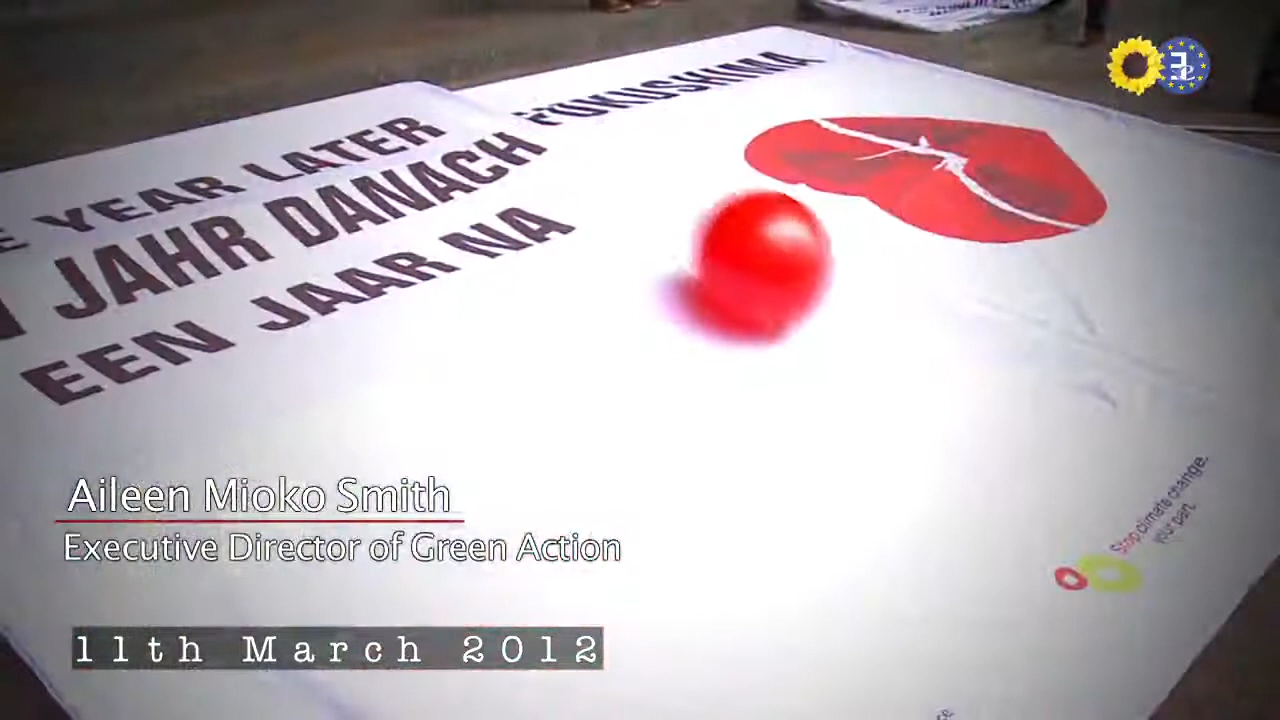 FUKUSHIMA
YEAR LATER
JAHR DANACH
EEN JAAR NA
Stop climate change.
your part.
Aileen Mioko Smith
Executive Director of Green Action
11th March 2012